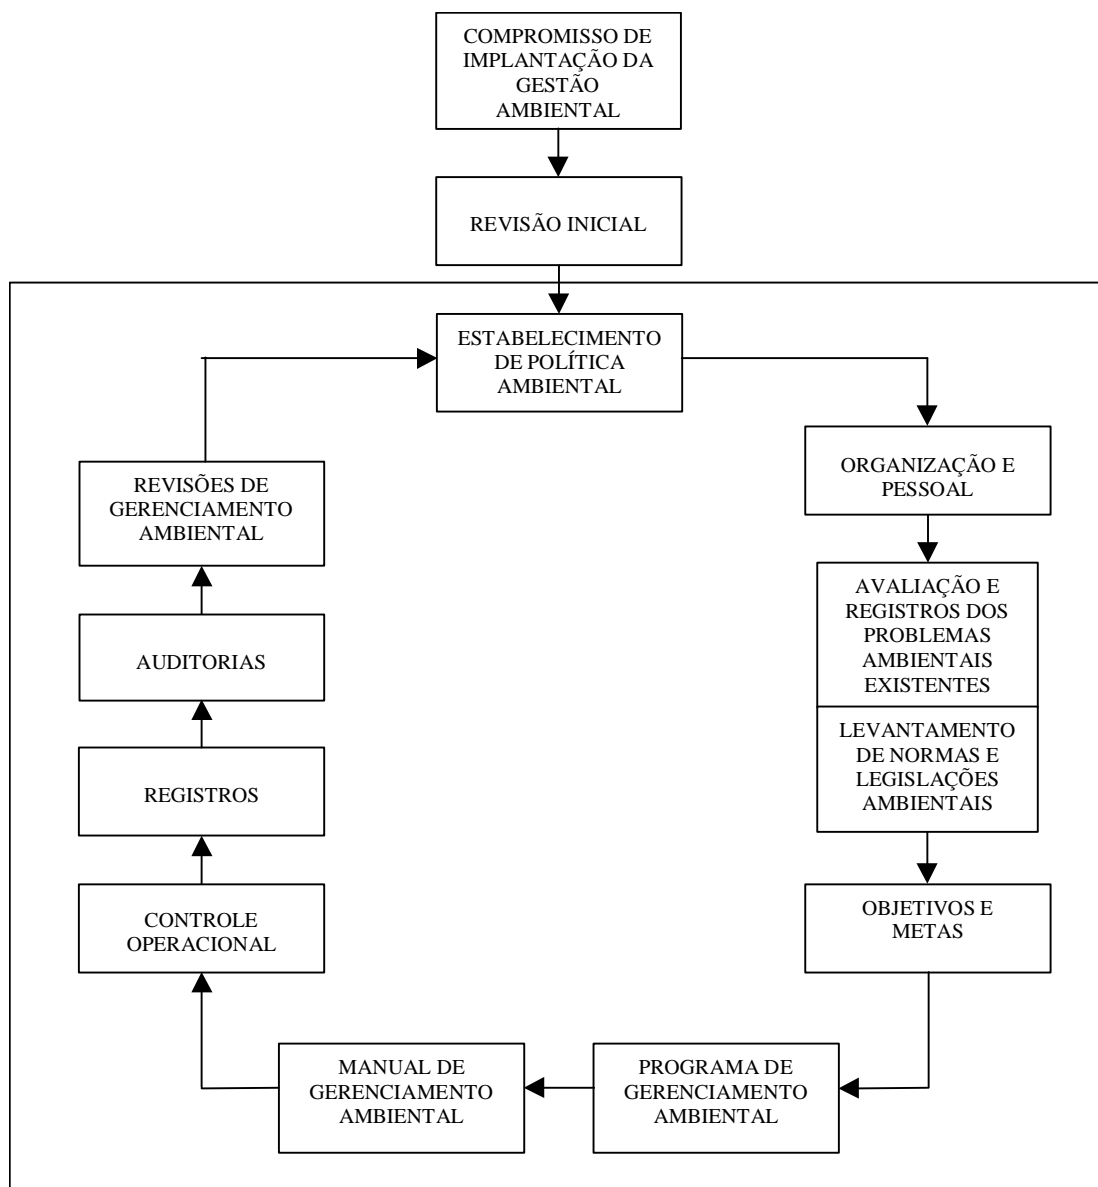 COMPROMISSO DE
IMPLANTAÇÃO DA
GESTÃO
AMBIENTAL
REVISÃO INICIAL
ESTABELECIMENTO
DE POLÍTICA
AMBIENTAL
ORGANIZAÇÃO E
PESSOAL
AVALIAÇÃO E
REGISTROS DOS
PROBLEMAS
AMBIENTAIS
EXISTENTES
LEVANTAMENTO
DE NORMAS E
LEGISLAÇÕES
AMBIENTAIS
OBJETIVOS E
METAS
PROGRAMA DE
GERENCIAMENTO
AMBIENTAL
MANUAL DE
GERENCIAMENTO
AMBIENTAL
CONTROLE
OPERACIONAL
REGISTROS
AUDITORIAS
REVISÕES DE
GERENCIAMENTO
AMBIENTAL